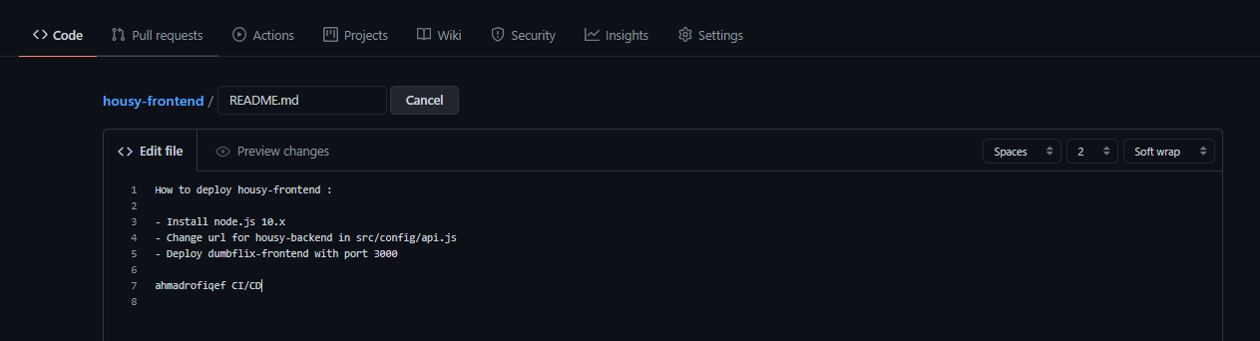 Code Pull requests Actions Projects Wiki Security Insights Settings
housy-frontend / README.md Cancel
<> Edit file Preview changes Spaces 2 Soft wrap
1 How to deploy housy-frontend :
2
3 - Install node.js 10.x
4 - Change url for housy-backend in src/config/api.js
5 - Deploy dumbflix-frontend with port 3000
6
7 ahmadrofiqef CI/CD
8